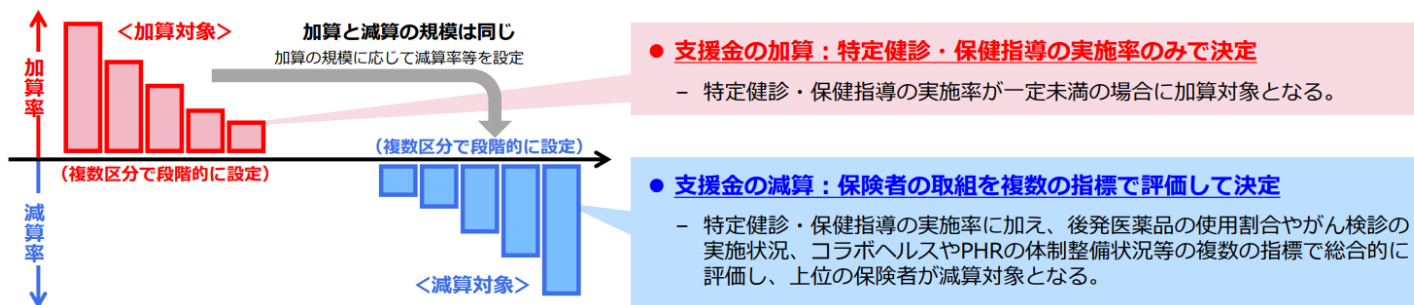 加算率
<加算対象>
(複数区分で段階的に設定)
加算と減算の規模は同じ
加算の規模に応じて減算率等を設定
(複数区分で段階的に設定)
減算率
<減算対象>
● 支援金の加算：特定健診・保健指導の実施率のみで決定
− 特定健診・保健指導の実施率が一定未満の場合に加算対象となる。
● 支援金の減算：保険者の取組を複数の指標で評価して決定
− 特定健診・保健指導の実施率に加え、後発医薬品の使用割合やがん検診の
実施状況、コラボヘルスやPHRの体制整備状況等の複数の指標で総合的に
評価し、上位の保険者が減算対象となる。